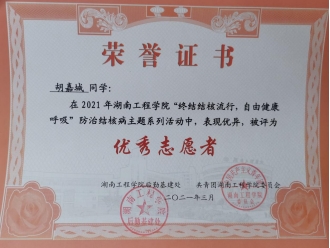 荣誉证书
胡嘉城 同学：
在 2021 年湖南工程学院“终结结核流行，自由健康
呼吸”防治结核病主题系列活动中，表现优异，被评为
优秀志愿者
湖南工程学院后勤基建处 共青团湖南工程学院委员会
二〇二一年三月